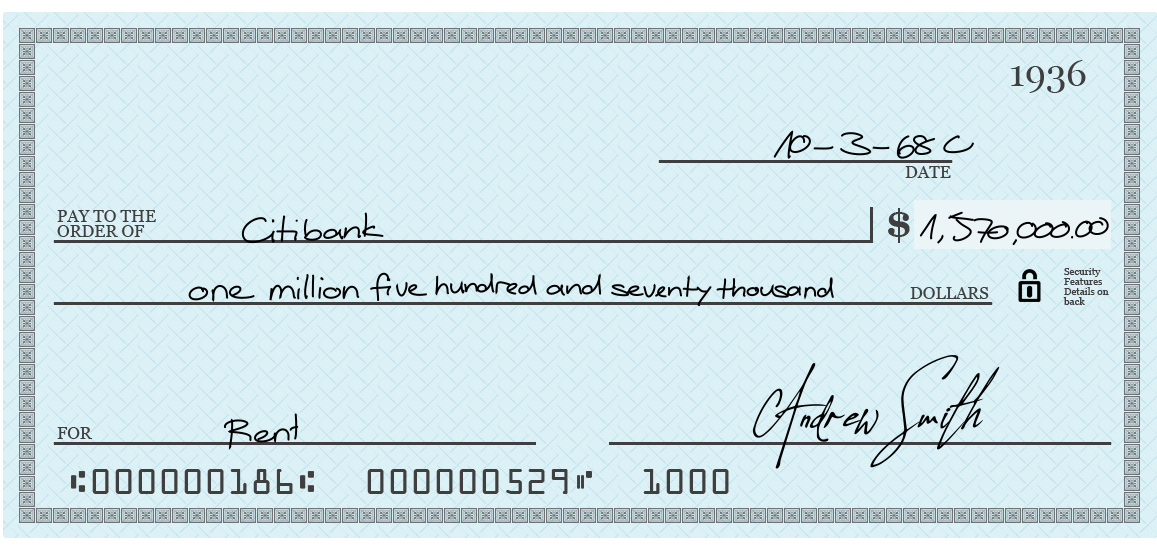 1936
10-3-68 C
DATE
PAY TO THE
ORDER OF Citibank $ 1,570,000.00
one million five hundred and seventy thousand DOLLARS
Security
Features
Details on
back
FOR Rent Andrew Smith
⑆000000186⑆ 000000529⑈ 1000